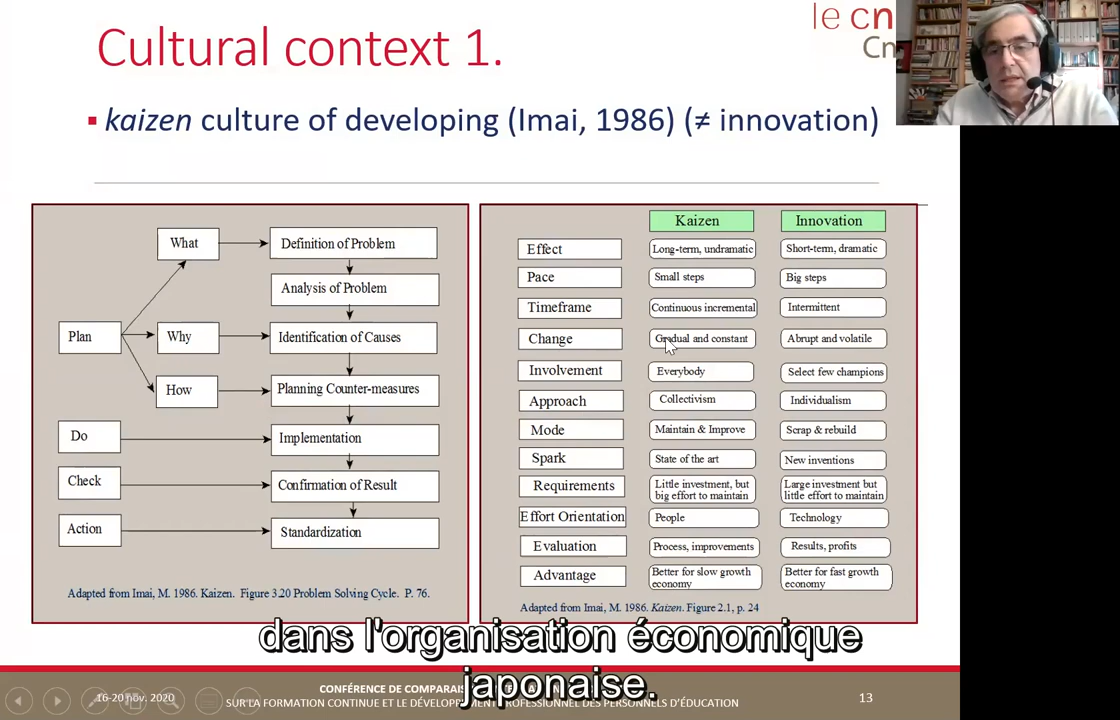 Cultural context 1.
le cn
Cm
▪ kaizen culture of developing (Imai, 1986) (≠ innovation)
What
Definition of Problem
Analysis of Problem
Plan
Why
Identification of Causes
How
Planning Counter-measures
Do
Implementation
Check
Confirmation of Result
Action
Standardization
Adapted from Imai, M. 1986. Kaizen. Figure 3.20 Problem Solving Cycle. P. 76.
Kaizen Innovation
Effect Long-term, undramatic Short-term, dramatic
Pace Small steps Big steps
Timeframe Continuous incremental Intermittent
Change Gradual and constant Abrupt and volatile
Involvement Everybody Select few champions
Approach Collectivism Individualism
Mode Maintain & Improve Scrap & rebuild
Spark State of the art New inventions
Requirements Little investment, but Large investment but
big effort to maintain little effort to maintain
Effort Orientation People Technology
Evaluation Process, improvements Results, profits
Advantage Better for slow growth Better for fast growth
economy economy
Adapted from Imai, M. 1986. Kaizen. Figure 2.1, p. 24
dans l'organisation économique
japonaise.
16-20 nov. 2020
CONFÉRENCE DE COMPARAIS
SUR LA FORMATION CONTINUE ET LE DÉVELOPPEMENT PROFESSIONNEL DES PERSONNELS D'ÉDUCATION
13